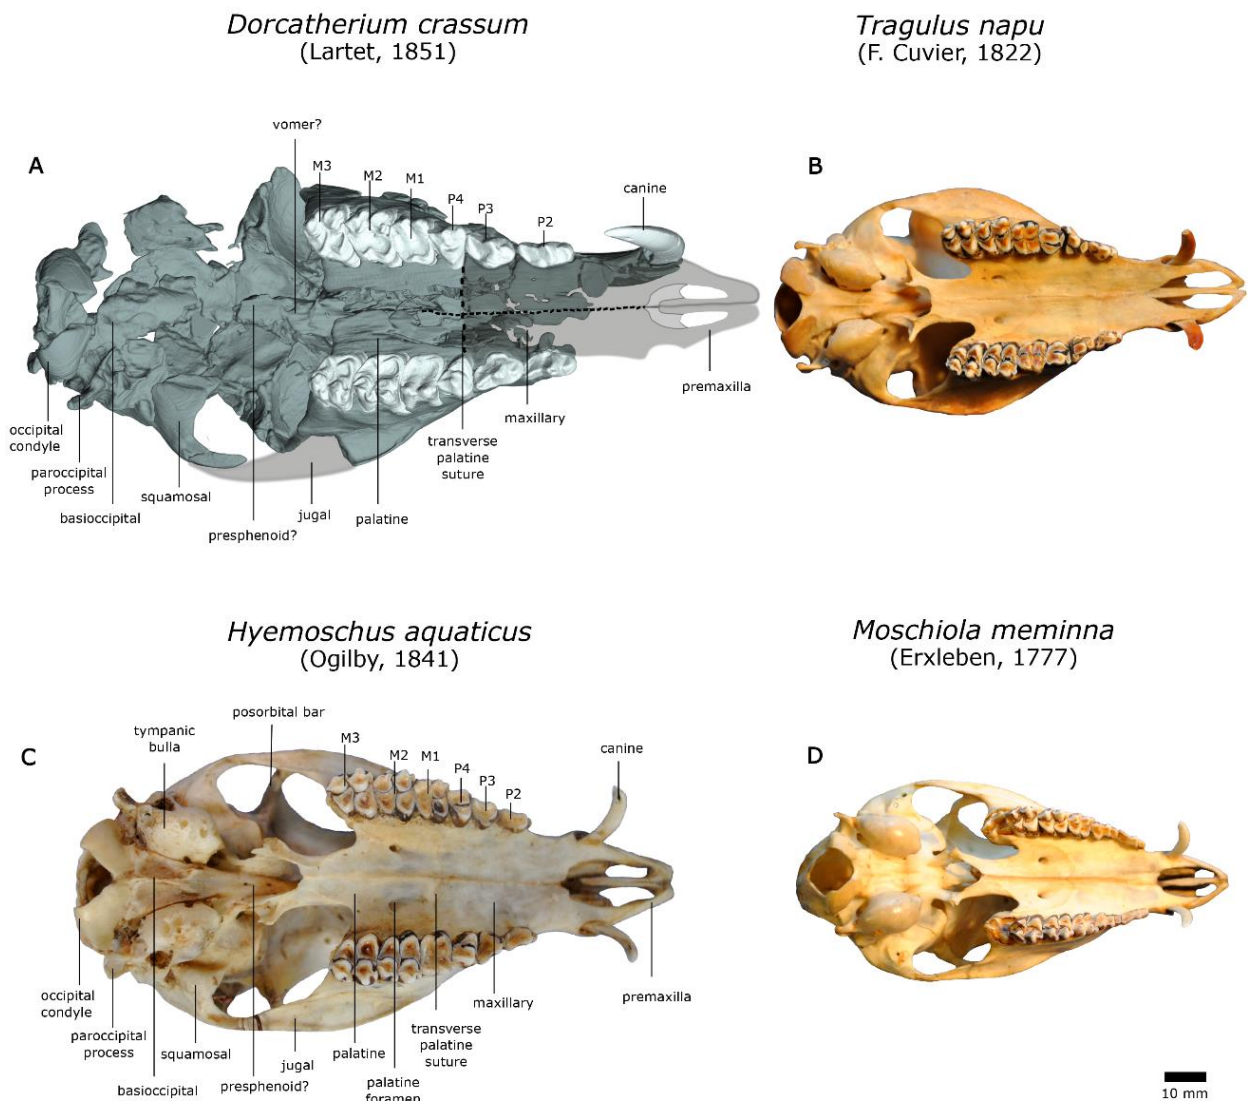 Dorcatherium crassum
(Lartet, 1851)
Tragulus napu
(F. Cuvier, 1822)
A
vomer?
M3
M2
M1
P4
P3
P2
canine
B
occipital
condyle
paroccipital
process
basioccipital
squamosal
presphenoid?
jugal
palatine
transverse
palatine
suture
maxillary
premaxilla
Hyemoschus aquaticus
(Ogilby, 1841)
Moschiola meminna
(Erxleben, 1777)
C
tympanic
bulla
posorbital bar
M3
M2
M1
P4
P3
P2
canine
D
occipital
condyle
paroccipital
process
basioccipital
squamosal
presphenoid?
jugal
palatine
palatine
foramen
transverse
palatine
suture
maxillary
premaxilla
10 mm